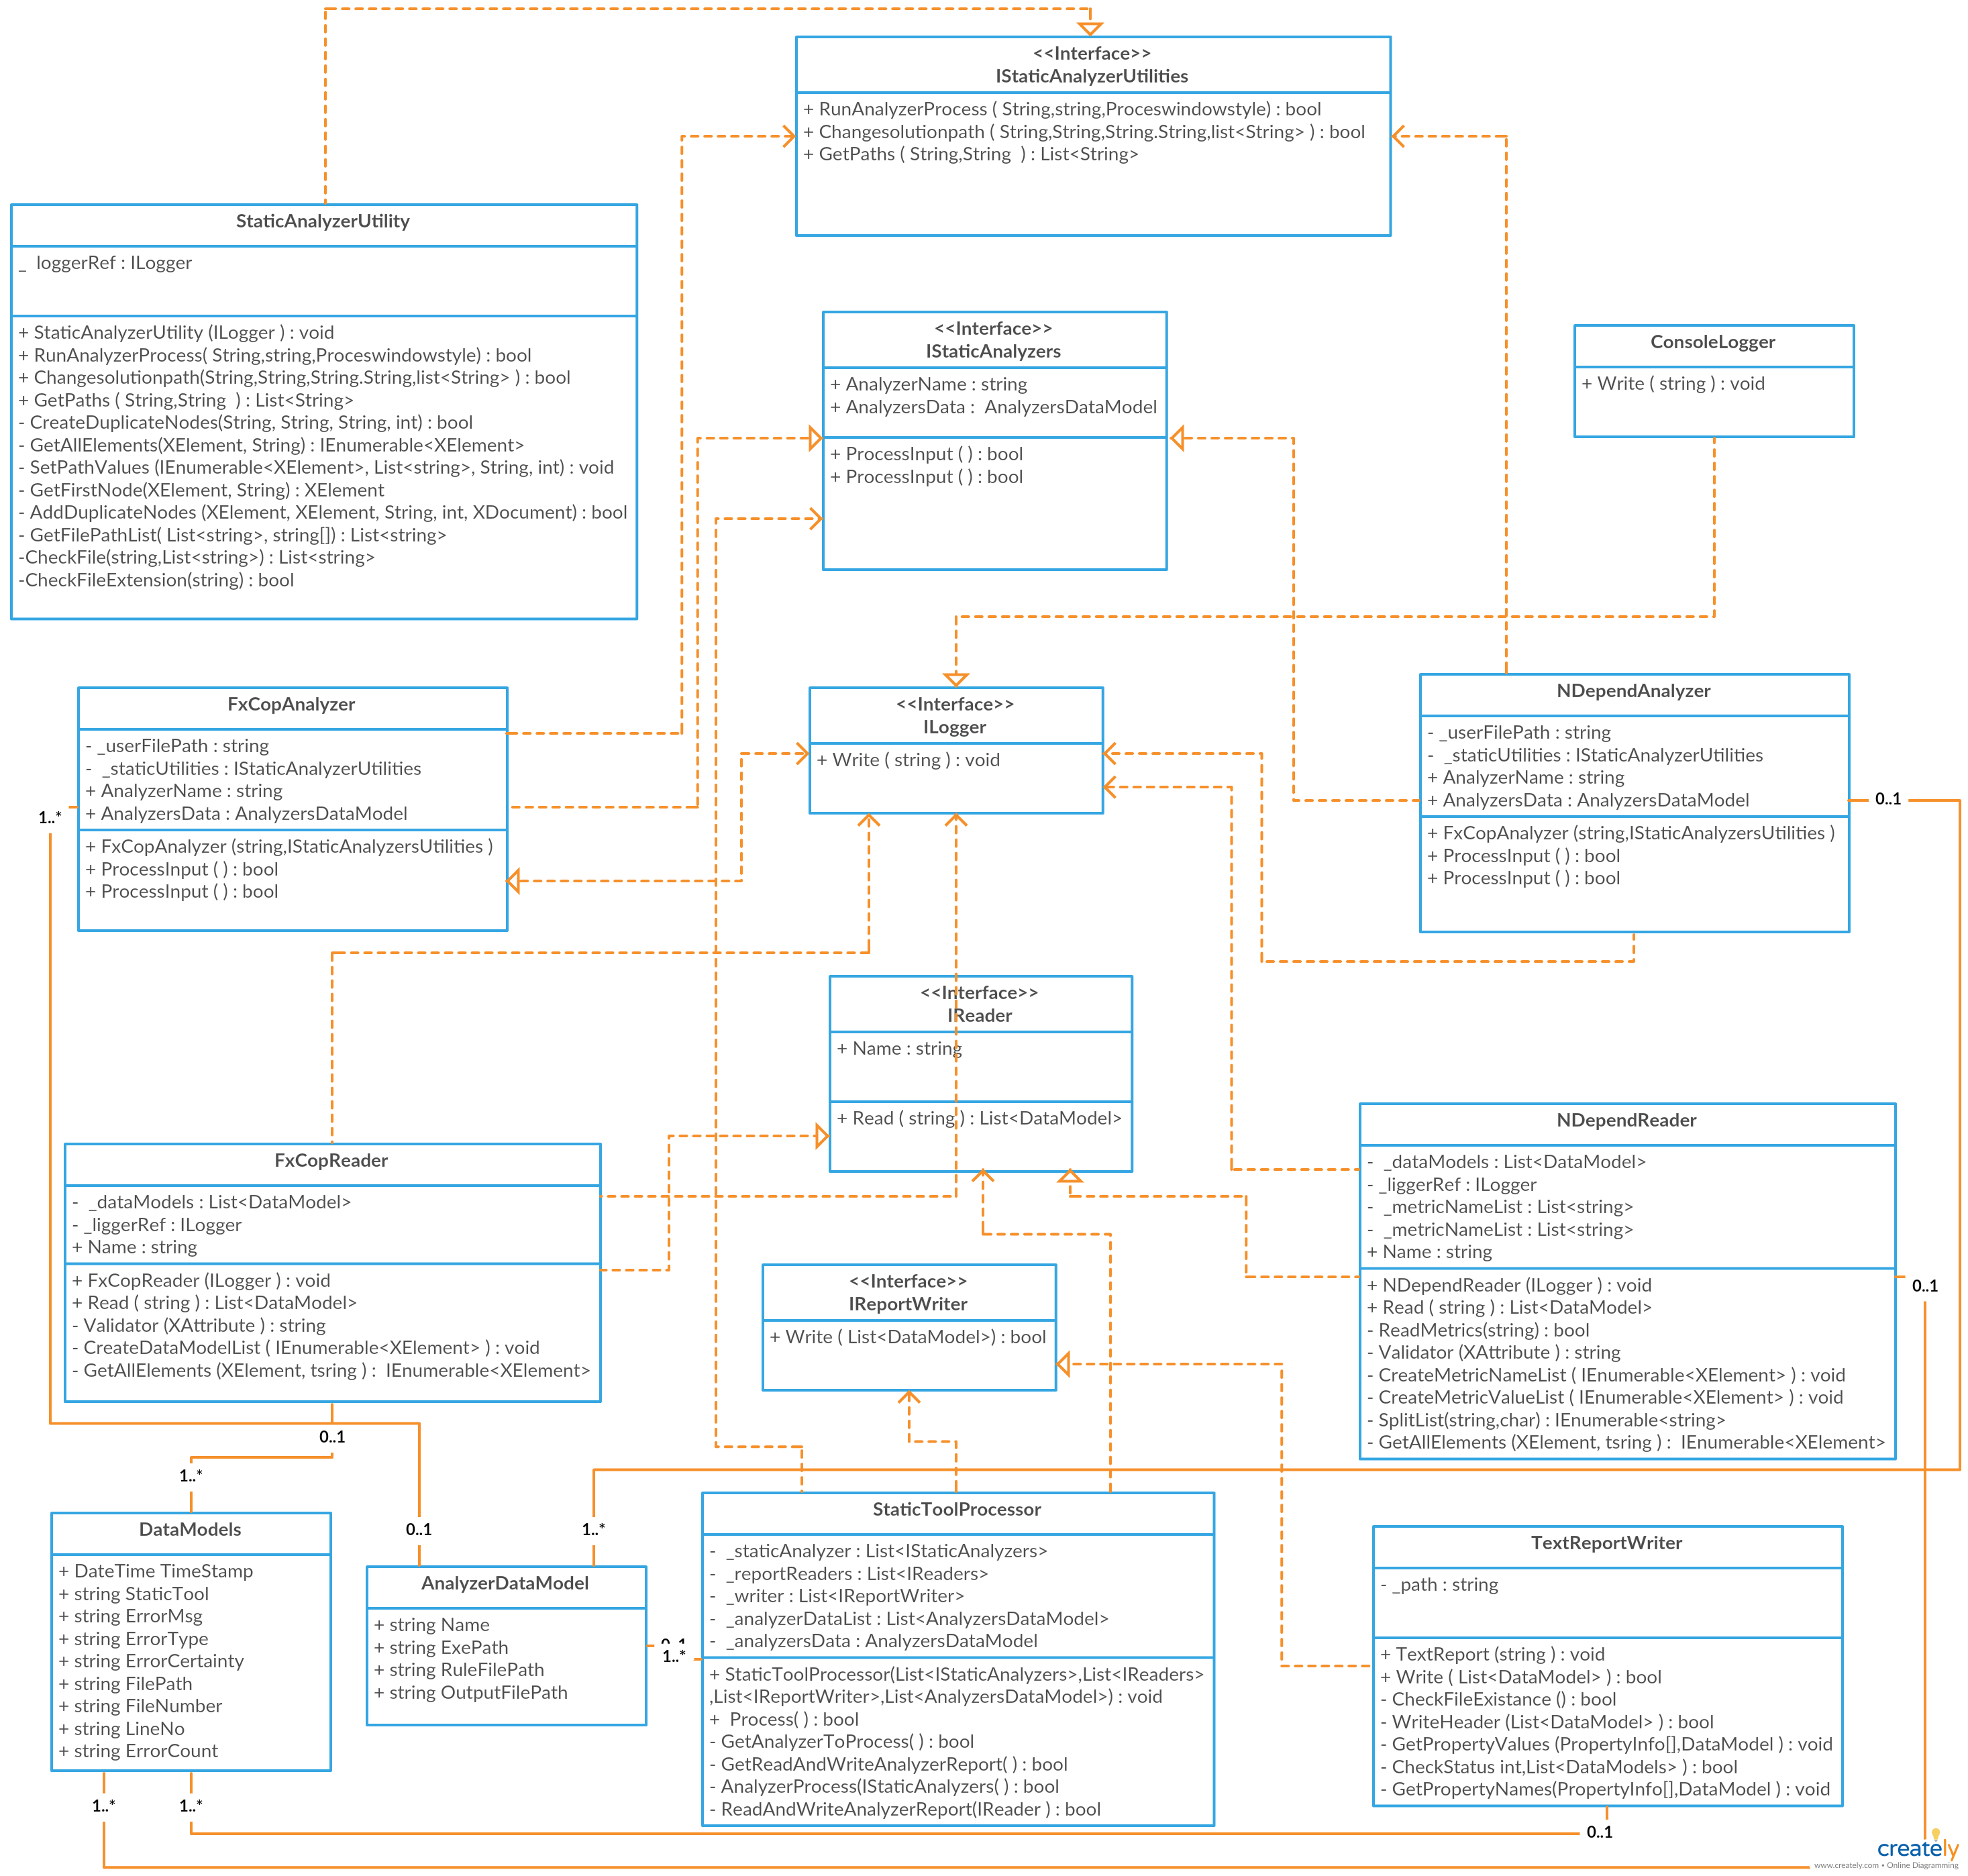 <<Interface>>
IStaticAnalyzerUtilities
+ RunAnalyzerProcess ( String,string,Proceswindowstyle) : bool
+ Changesolutionpath ( String,String,String.String,list<String> ) : bool
+ GetPaths ( String,String  ) : List<String>
StaticAnalyzerUtility
_  loggerRef : ILogger
+ StaticAnalyzerUtility (ILogger ) : void
+ RunAnalyzerProcess( String,string,Proceswindowstyle) : bool
+ Changesolutionpath(String,String,String.String,list<String> ) : bool
+ GetPaths ( String,String  ) : List<String>
- CreateDuplicateNodes(String, String, String, int) : bool
- GetAllElements(XElement, String) : IEnumerable<XElement>
- SetPathValues (IEnumerable<XElement>, List<string>, String, int) : void
- GetFirstNode(XElement, String) : XElement
- AddDuplicateNodes (XElement, XElement, String, int, XDocument) : bool
- GetFilePathList( List<string>, string[]) : List<string>
-CheckFile(string,List<string>) : List<string>
-CheckFileExtension(string) : bool
<<Interface>>
IStaticAnalyzers
+ AnalyzerName : string
+ AnalyzersData :  AnalyzersDataModel
+ ProcessInput ( ) : bool
+ ProcessInput ( ) : bool
ConsoleLogger
+ Write ( string ) : void
FxCopAnalyzer
- _userFilePath : string
-  _staticUtilities : IStaticAnalyzerUtilities
+ AnalyzerName : string
+ AnalyzersData : AnalyzersDataModel
+ FxCopAnalyzer (string,IStaticAnalyzersUtilities )
+ ProcessInput ( ) : bool
+ ProcessInput ( ) : bool
1..*
<<Interface>>
ILogger
+ Write ( string ) : void
NDependAnalyzer
- _userFilePath : string
-  _staticUtilities : IStaticAnalyzerUtilities
+ AnalyzerName : string
+ AnalyzersData : AnalyzersDataModel
+ FxCopAnalyzer (string,IStaticAnalyzersUtilities )
+ ProcessInput ( ) : bool
+ ProcessInput ( ) : bool
0..1
<<Interface>>
IReader
+ Name : string
+ Read ( string ) : List<DataModel>
FxCopReader
-  _dataModels : List<DataModel>
- _liggerRef : ILogger
+ Name : string
+ FxCopReader (ILogger ) : void
+ Read ( string ) : List<DataModel>
- Validator (XAttribute ) : string
- CreateDataModelList ( IEnumerable<XElement> ) : void
- GetAllElements (XElement, tsring ) :  IEnumerable<XElement>
0..1
1..*
NDependReader
-  _dataModels : List<DataModel>
- _liggerRef : ILogger
-  _metricNameList : List<string>
-  _metricNameList : List<string>
+ Name : string
+ NDependReader (ILogger ) : void
+ Read ( string ) : List<DataModel>
- ReadMetrics(string) : bool
- Validator (XAttribute ) : string
- CreateMetricNameList ( IEnumerable<XElement> ) : void
- CreateMetricValueList ( IEnumerable<XElement> ) : void
- SplitList(string,char) : IEnumerable<string>
- GetAllElements (XElement, tsring ) :  IEnumerable<XElement>
0..1
<<Interface>>
IReportWriter
+ Write ( List<DataModel>) : bool
DataModels
+ DateTime TimeStamp
+ string StaticTool
+ string ErrorMsg
+ string ErrorType
+ string ErrorCertainty
+ string FilePath
+ string FileNumber
+ string LineNo
+ string ErrorCount
1..*
1..*
0..1
1..*
AnalyzerDataModel
+ string Name
+ string ExePath
+ string RuleFilePath
+ string OutputFilePath
1..*
StaticToolProcessor
-  _staticAnalyzer : List<IStaticAnalyzers>
-  _reportReaders : List<IReaders>
-  _writer : List<IReportWriter>
-  _analyzerDataList : List<AnalyzersDataModel>
-  _analyzersData : AnalyzersDataModel
+ StaticToolProcessor(List<IStaticAnalyzers>,List<IReaders>
,List<IReportWriter>,List<AnalyzersDataModel>) : void
+  Process( ) : bool
- GetAnalyzerToProcess( ) : bool
- GetReadAndWriteAnalyzerReport( ) : bool
- AnalyzerProcess(IStaticAnalyzers( ) : bool
- ReadAndWriteAnalyzerReport(IReader ) : bool
TextReportWriter
- _path : string
+ TextReport (string ) : void
+ Write ( List<DataModel> ) : bool
- CheckFileExistance () : bool
- WriteHeader (List<DataModel> ) : bool
- GetPropertyValues (PropertyInfo[],DataModel ) : void
- CheckStatus int,List<DataModels> ) : bool
- GetPropertyNames(PropertyInfo[],DataModel ) : void
0..1
creately
www.creately.com • Online Diagramming